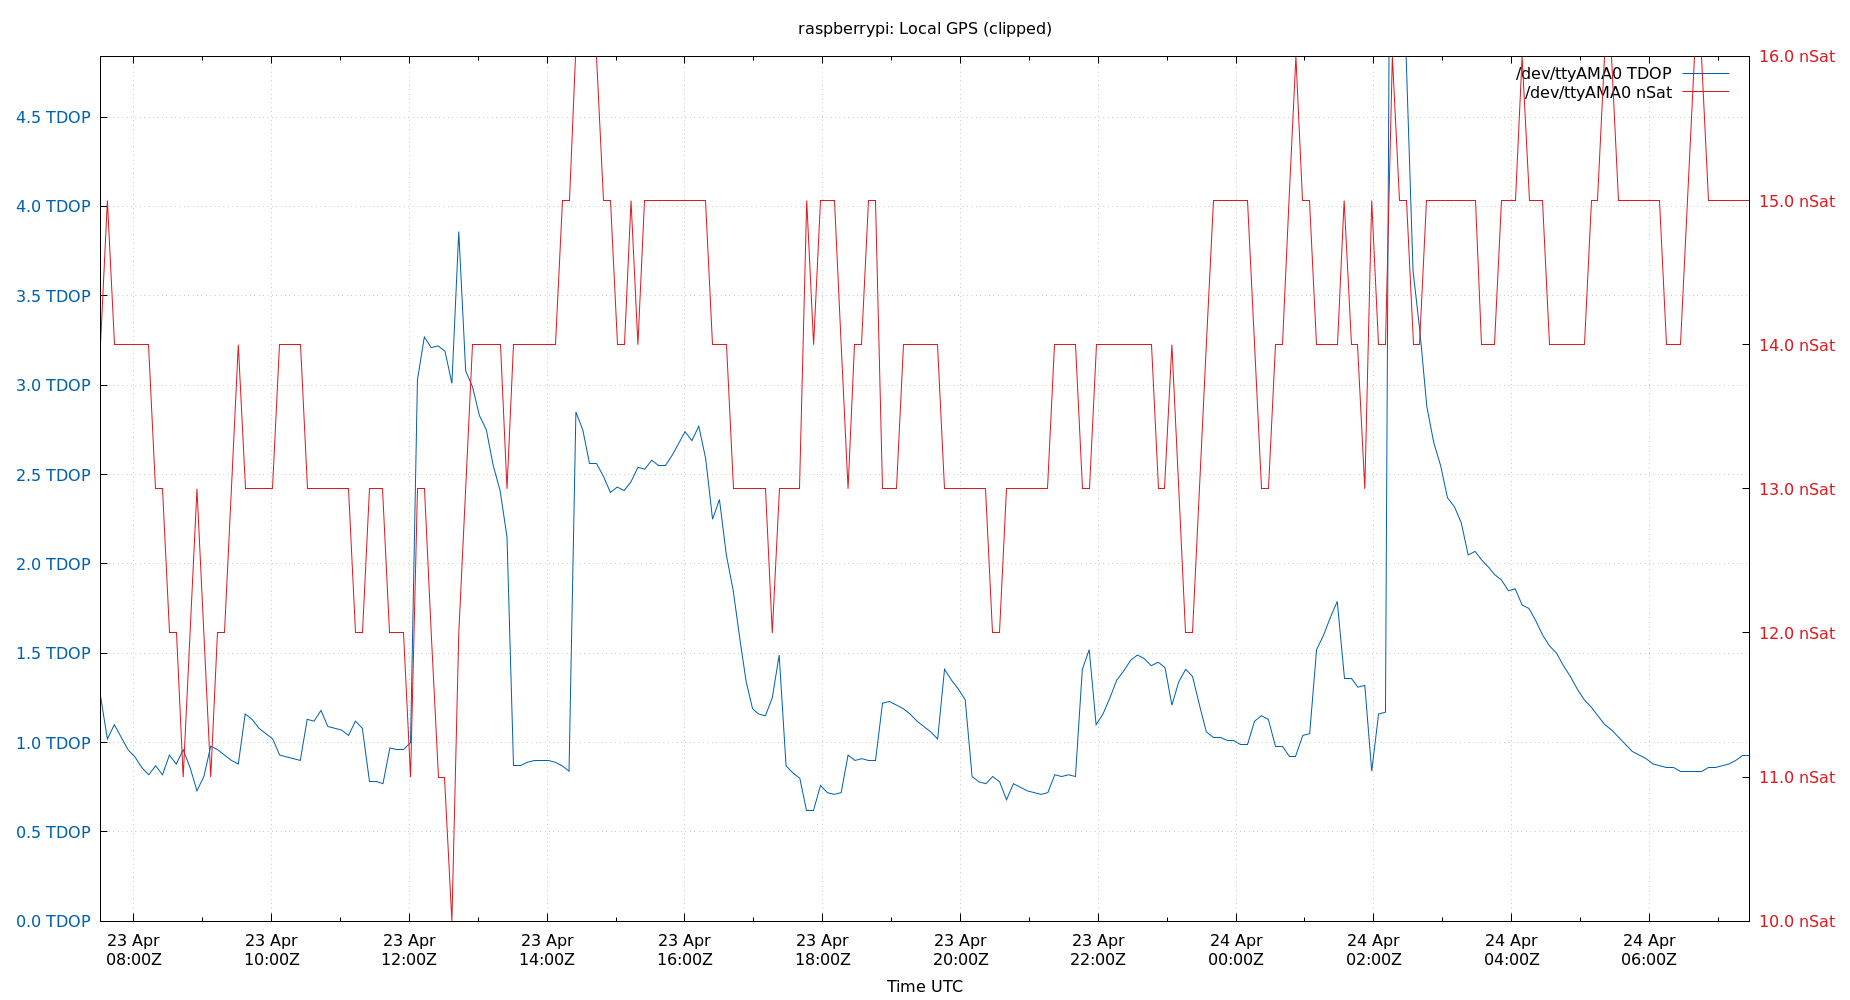 raspberrypi: Local GPS (clipped)
/dev/ttyAMA0 TDOP
/dev/ttyAMA0 nSat
4.5 TDOP
4.0 TDOP
3.5 TDOP
3.0 TDOP
2.5 TDOP
2.0 TDOP
1.5 TDOP
1.0 TDOP
0.5 TDOP
0.0 TDOP
16.0 nSat
15.0 nSat
14.0 nSat
13.0 nSat
12.0 nSat
11.0 nSat
10.0 nSat
23 Apr
08:00Z
23 Apr
10:00Z
23 Apr
12:00Z
23 Apr
14:00Z
23 Apr
16:00Z
23 Apr
18:00Z
23 Apr
20:00Z
23 Apr
22:00Z
24 Apr
00:00Z
24 Apr
02:00Z
24 Apr
04:00Z
24 Apr
06:00Z
Time UTC